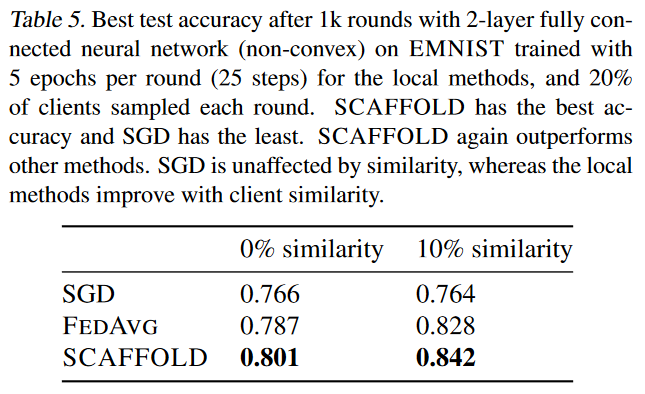 Table 5. Best test accuracy after 1k rounds with 2-layer fully con-
nected neural network (non-convex) on EMNIST trained with
5 epochs per round (25 steps) for the local methods, and 20%
of clients sampled each round. SCAFFOLD has the best ac-
curacy and SGD has the least. SCAFFOLD again outperforms
other methods. SGD is unaffected by similarity, whereas the local
methods improve with client similarity.
0% similarity 10% similarity
SGD 0.766 0.764
FEDAVG 0.787 0.828
SCAFFOLD 0.801 0.842